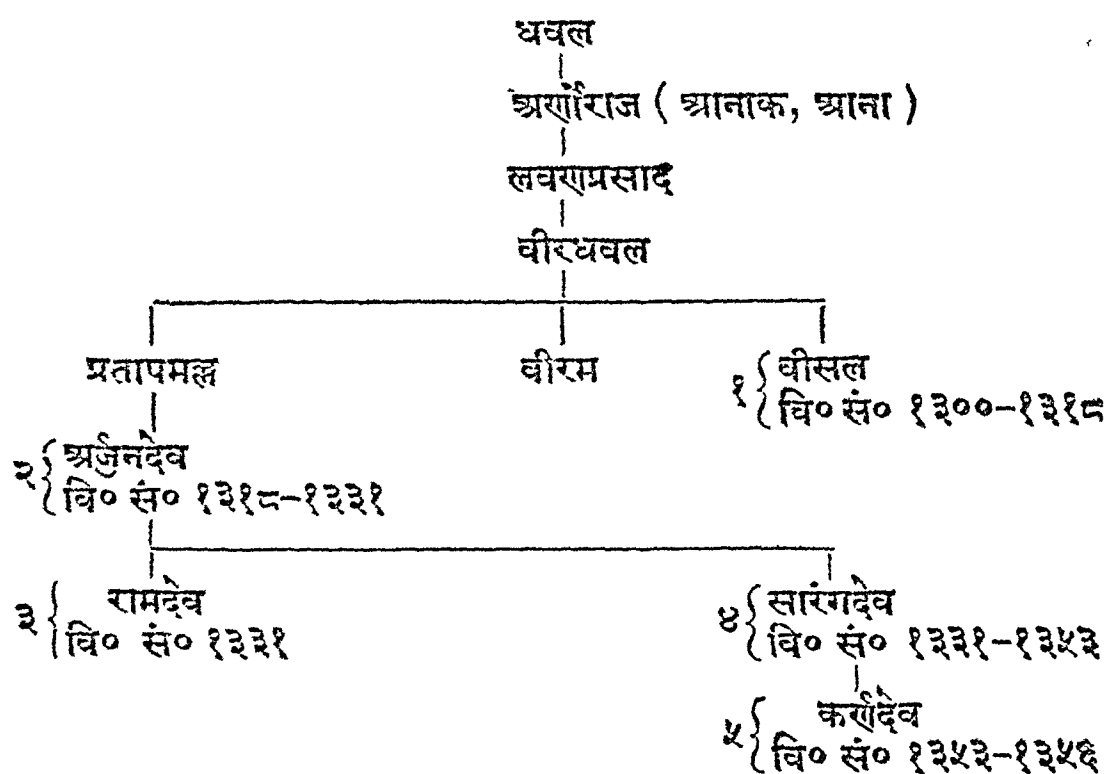 धवल
अर्णोराज ( आनाक, आना )
लवणप्रसाद
वीरधवल
प्रतापमल्ल वीरम १ { वीसल
वि० सं० १३००-१३१८
२ { अर्जुनदेव
वि० सं० १३१८-१३३१
३ { रामदेव ४ { सारंगदेव
वि० सं० १३३१ वि० सं० १३३१-१३५३
५ { कर्णदेव
वि० सं० १३५३-१३५६